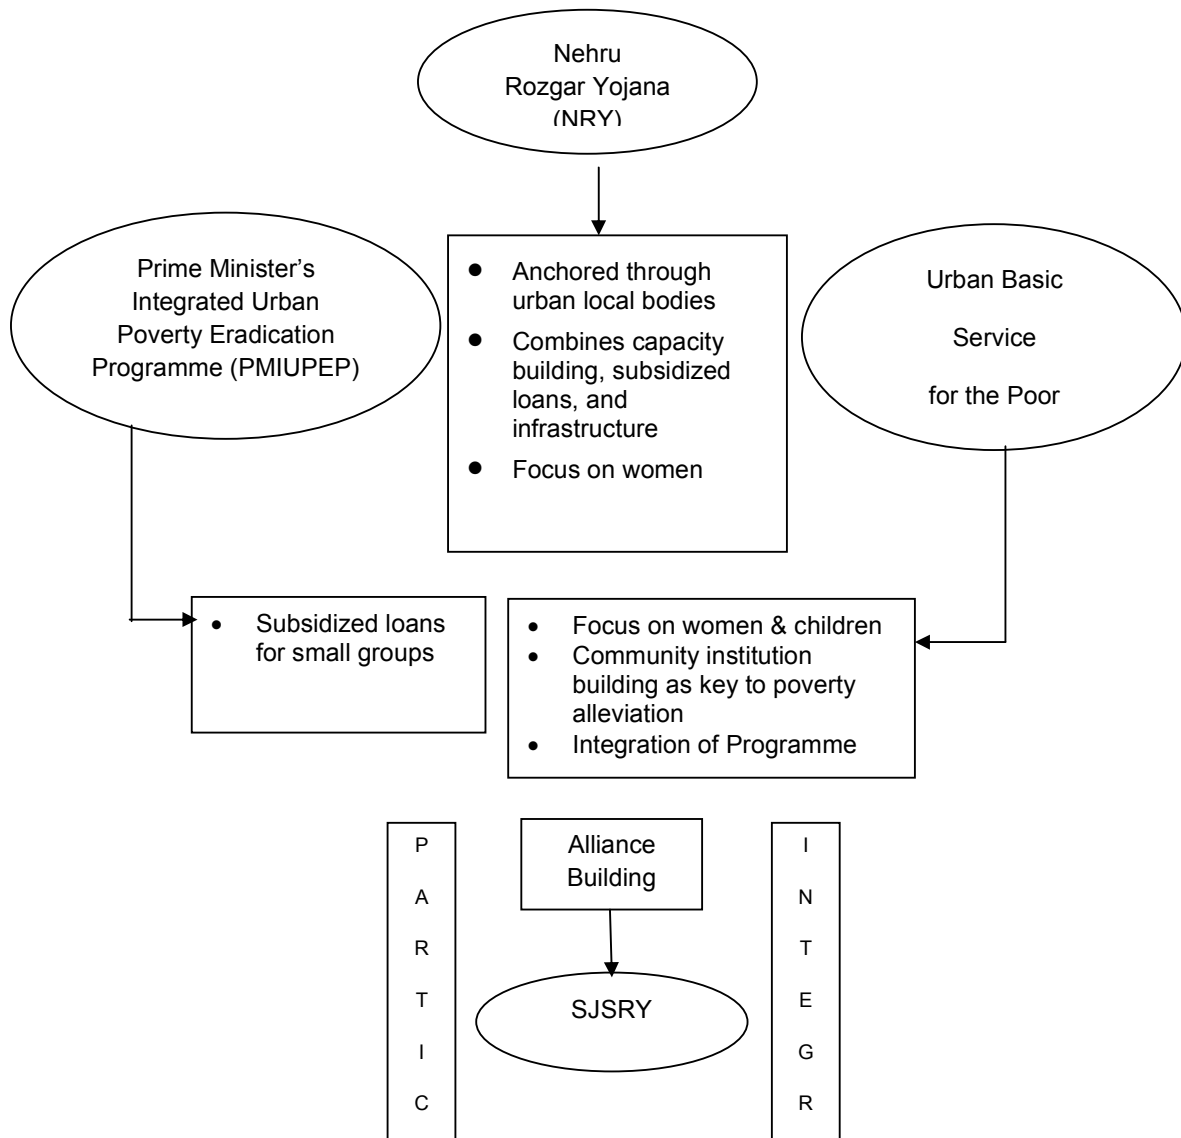 Nehru
Rozgar Yojana
(NRY)
Prime Minister’s
Integrated Urban
Poverty Eradication
Programme (PMIUPEP)
● Anchored through
urban local bodies
● Combines capacity
building, subsidized
loans, and
infrastructure
● Focus on women
Urban Basic
Service
for the Poor
• Subsidized loans
for small groups
• Focus on women & children
• Community institution
building as key to poverty
alleviation
• Integration of Programme
P
A
R
T
I
C
Alliance
Building
SJSRY
I
N
T
E
G
R